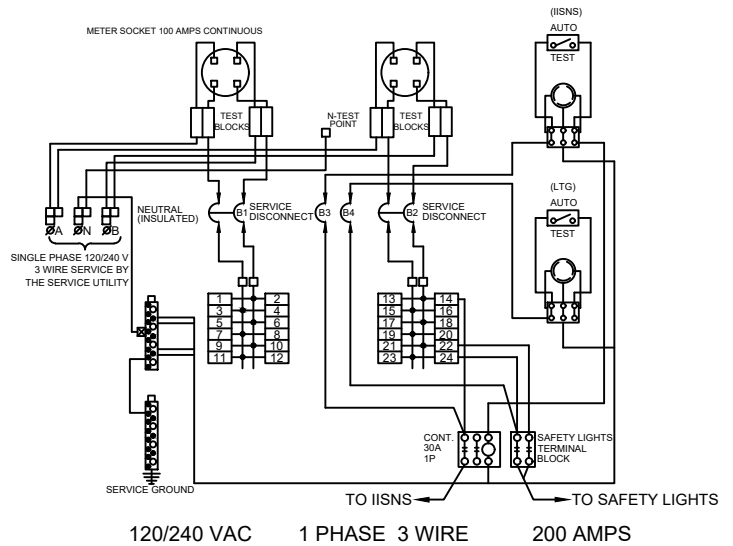 (IISNS)
AUTO
TEST
METER SOCKET 100 AMPS CONTINUOUS
TEST
BLOCKS
N-TEST
POINT
TEST
BLOCKS
(LTG)
AUTO
TEST
NEUTRAL
(INSULATED)
B1
SERVICE
DISCONNECT
B3
B4
B2
SERVICE
DISCONNECT
ØA
ØN
ØB
SINGLE PHASE 120/240 V
3 WIRE SERVICE BY
THE SERVICE UTILITY
1 2
3 4
5 6
7 8
9 10
11 12
13 14
15 16
17 18
19 20
21 22
23 24
CONT.
30A
1P
SAFETY LIGHTS
TERMINAL
BLOCK
SERVICE GROUND
TO IISNS
TO SAFETY LIGHTS
120/240 VAC 1 PHASE 3 WIRE 200 AMPS